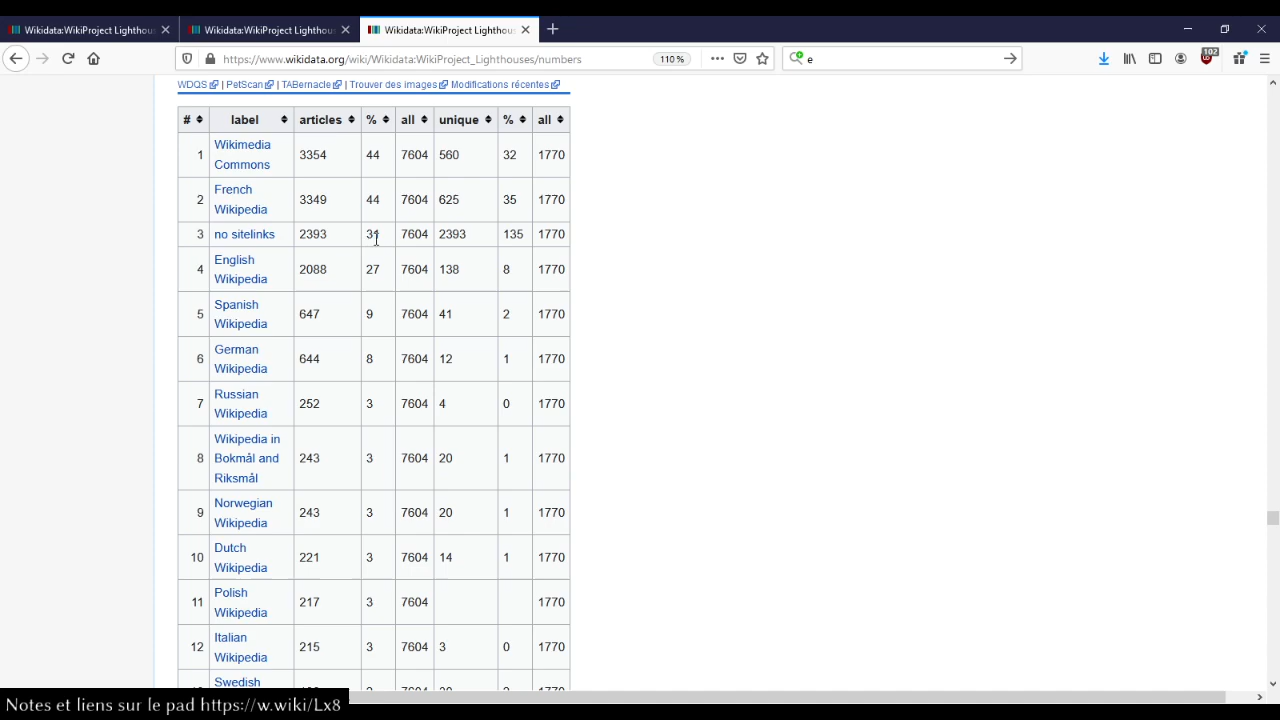 Wikidata:WikiProject Lighthous
Wikidata:WikiProject Lighthous
Wikidata:WikiProject Lighthous
https://www.wikidata.org/wiki/Wikidata:WikiProject_Lighthouses/numbers 110 % e 102
WDQS | PetScan | TABernacle | Trouver des images Modifications récentes
# label articles % all unique % all
1 Wikimedia Commons 3354 44 7604 560 32 1770
2 French Wikipedia 3349 44 7604 625 35 1770
3 no sitelinks 2393 31 7604 2393 135 1770
4 English Wikipedia 2088 27 7604 138 8 1770
5 Spanish Wikipedia 647 9 7604 41 2 1770
6 German Wikipedia 644 8 7604 12 1 1770
7 Russian Wikipedia 252 3 7604 4 0 1770
8 Wikipedia in Bokmål and Riksmål 243 3 7604 20 1 1770
9 Norwegian Wikipedia 243 3 7604 20 1 1770
10 Dutch Wikipedia 221 3 7604 14 1 1770
11 Polish Wikipedia 217 3 7604 1770
12 Italian Wikipedia 215 3 7604 3 0 1770
Swedish
Notes et liens sur le pad https://w.wiki/Lx8